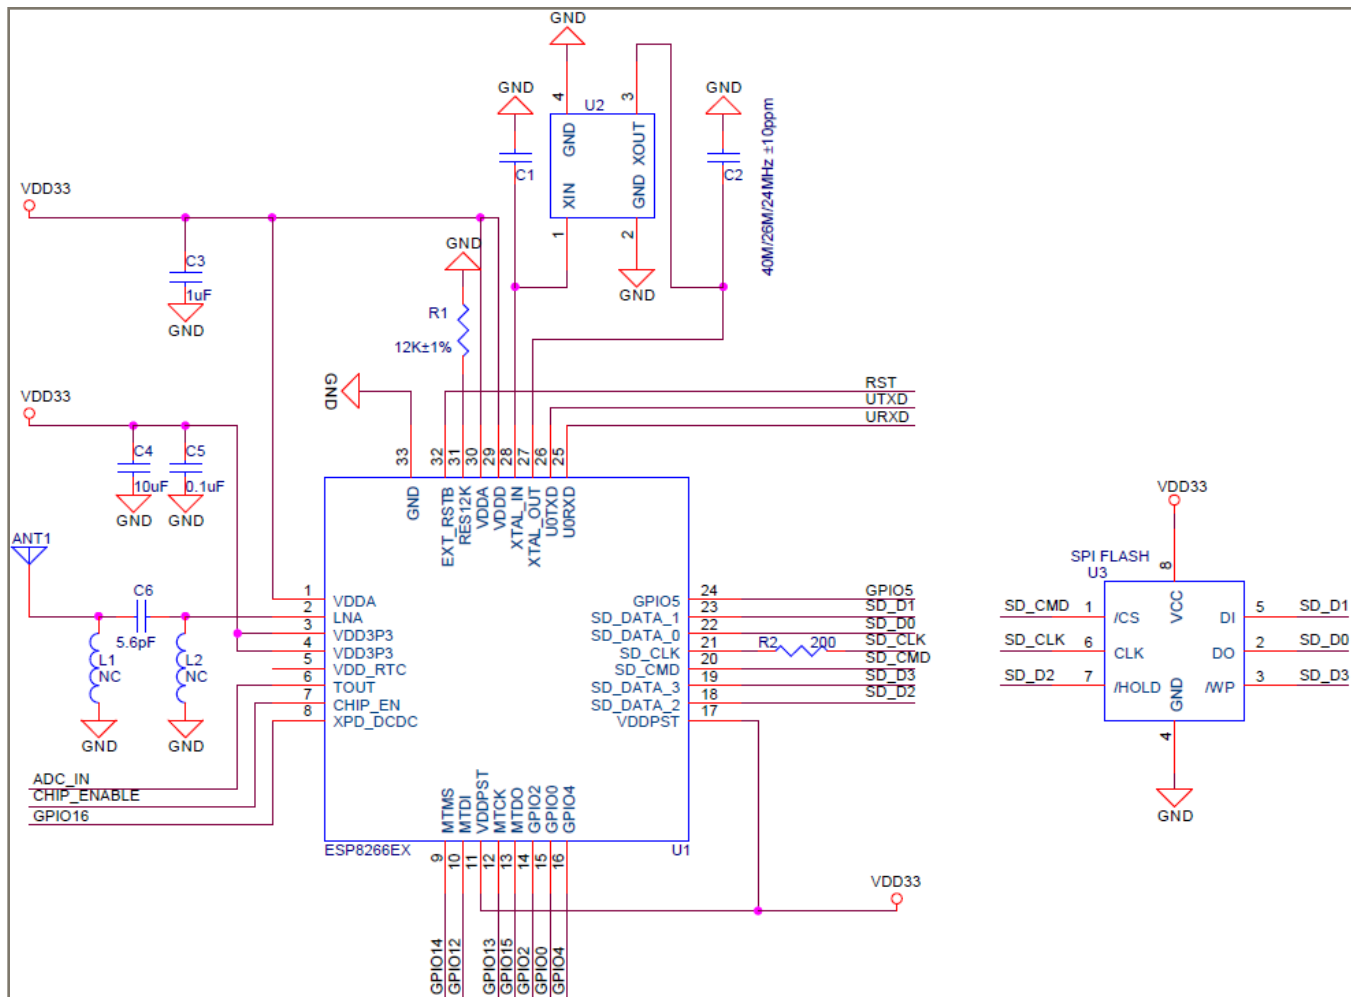 GND
4
3
GND
U2
GND
GND
XOUT
C1
C2
XIN
GND
40M/26M/24MHz ±10ppm
1
2
GND
VDD33
C3
1uF
GND
GND
R1
12K±1%
GND
VDD33
C4
10uF
GND
C5
0.1uF
GND
RST
UTXD
URXD
33
32
31
30
29
28
27
26
25
GND
EXT_RSTB
RES12K
VDDA
VDDD
XTAL_IN
XTAL_OUT
U0TXD
U0RXD
ANT1
C6
5.6pF
L1
NC
L2
NC
GND
GND
1
VDDA
2
LNA
3
VDD3P3
4
VDD3P3
5
VDD_RTC
6
TOUT
7
CHIP_EN
8
XPD_DCDC
ADC_IN
CHIP_ENABLE
GPIO16
GPIO5
24
GPIO5
SD_DATA_1
23
SD_D1
SD_DATA_0
22
SD_D0
SD_CLK
21
R2
200
SD_CLK
SD_CMD
20
SD_CMD
SD_DATA_3
19
SD_D3
SD_DATA_2
18
SD_D2
VDDPST
17
MTMS
MTDI
VDDPST
MTCK
MTDO
GPIO2
GPIO0
GPIO4
ESP8266EX
U1
9
10
11
12
13
14
15
16
GPIO14
GPIO12
GPIO13
GPIO15
GPIO2
GPIO0
GPIO4
VDD33
VDD33
SPI FLASH
U3
8
VCC
SD_CMD
1
/CS
DI
5
SD_D1
SD_CLK
6
CLK
DO
2
SD_D0
SD_D2
7
/HOLD
/WP
3
SD_D3
GND
4
GND